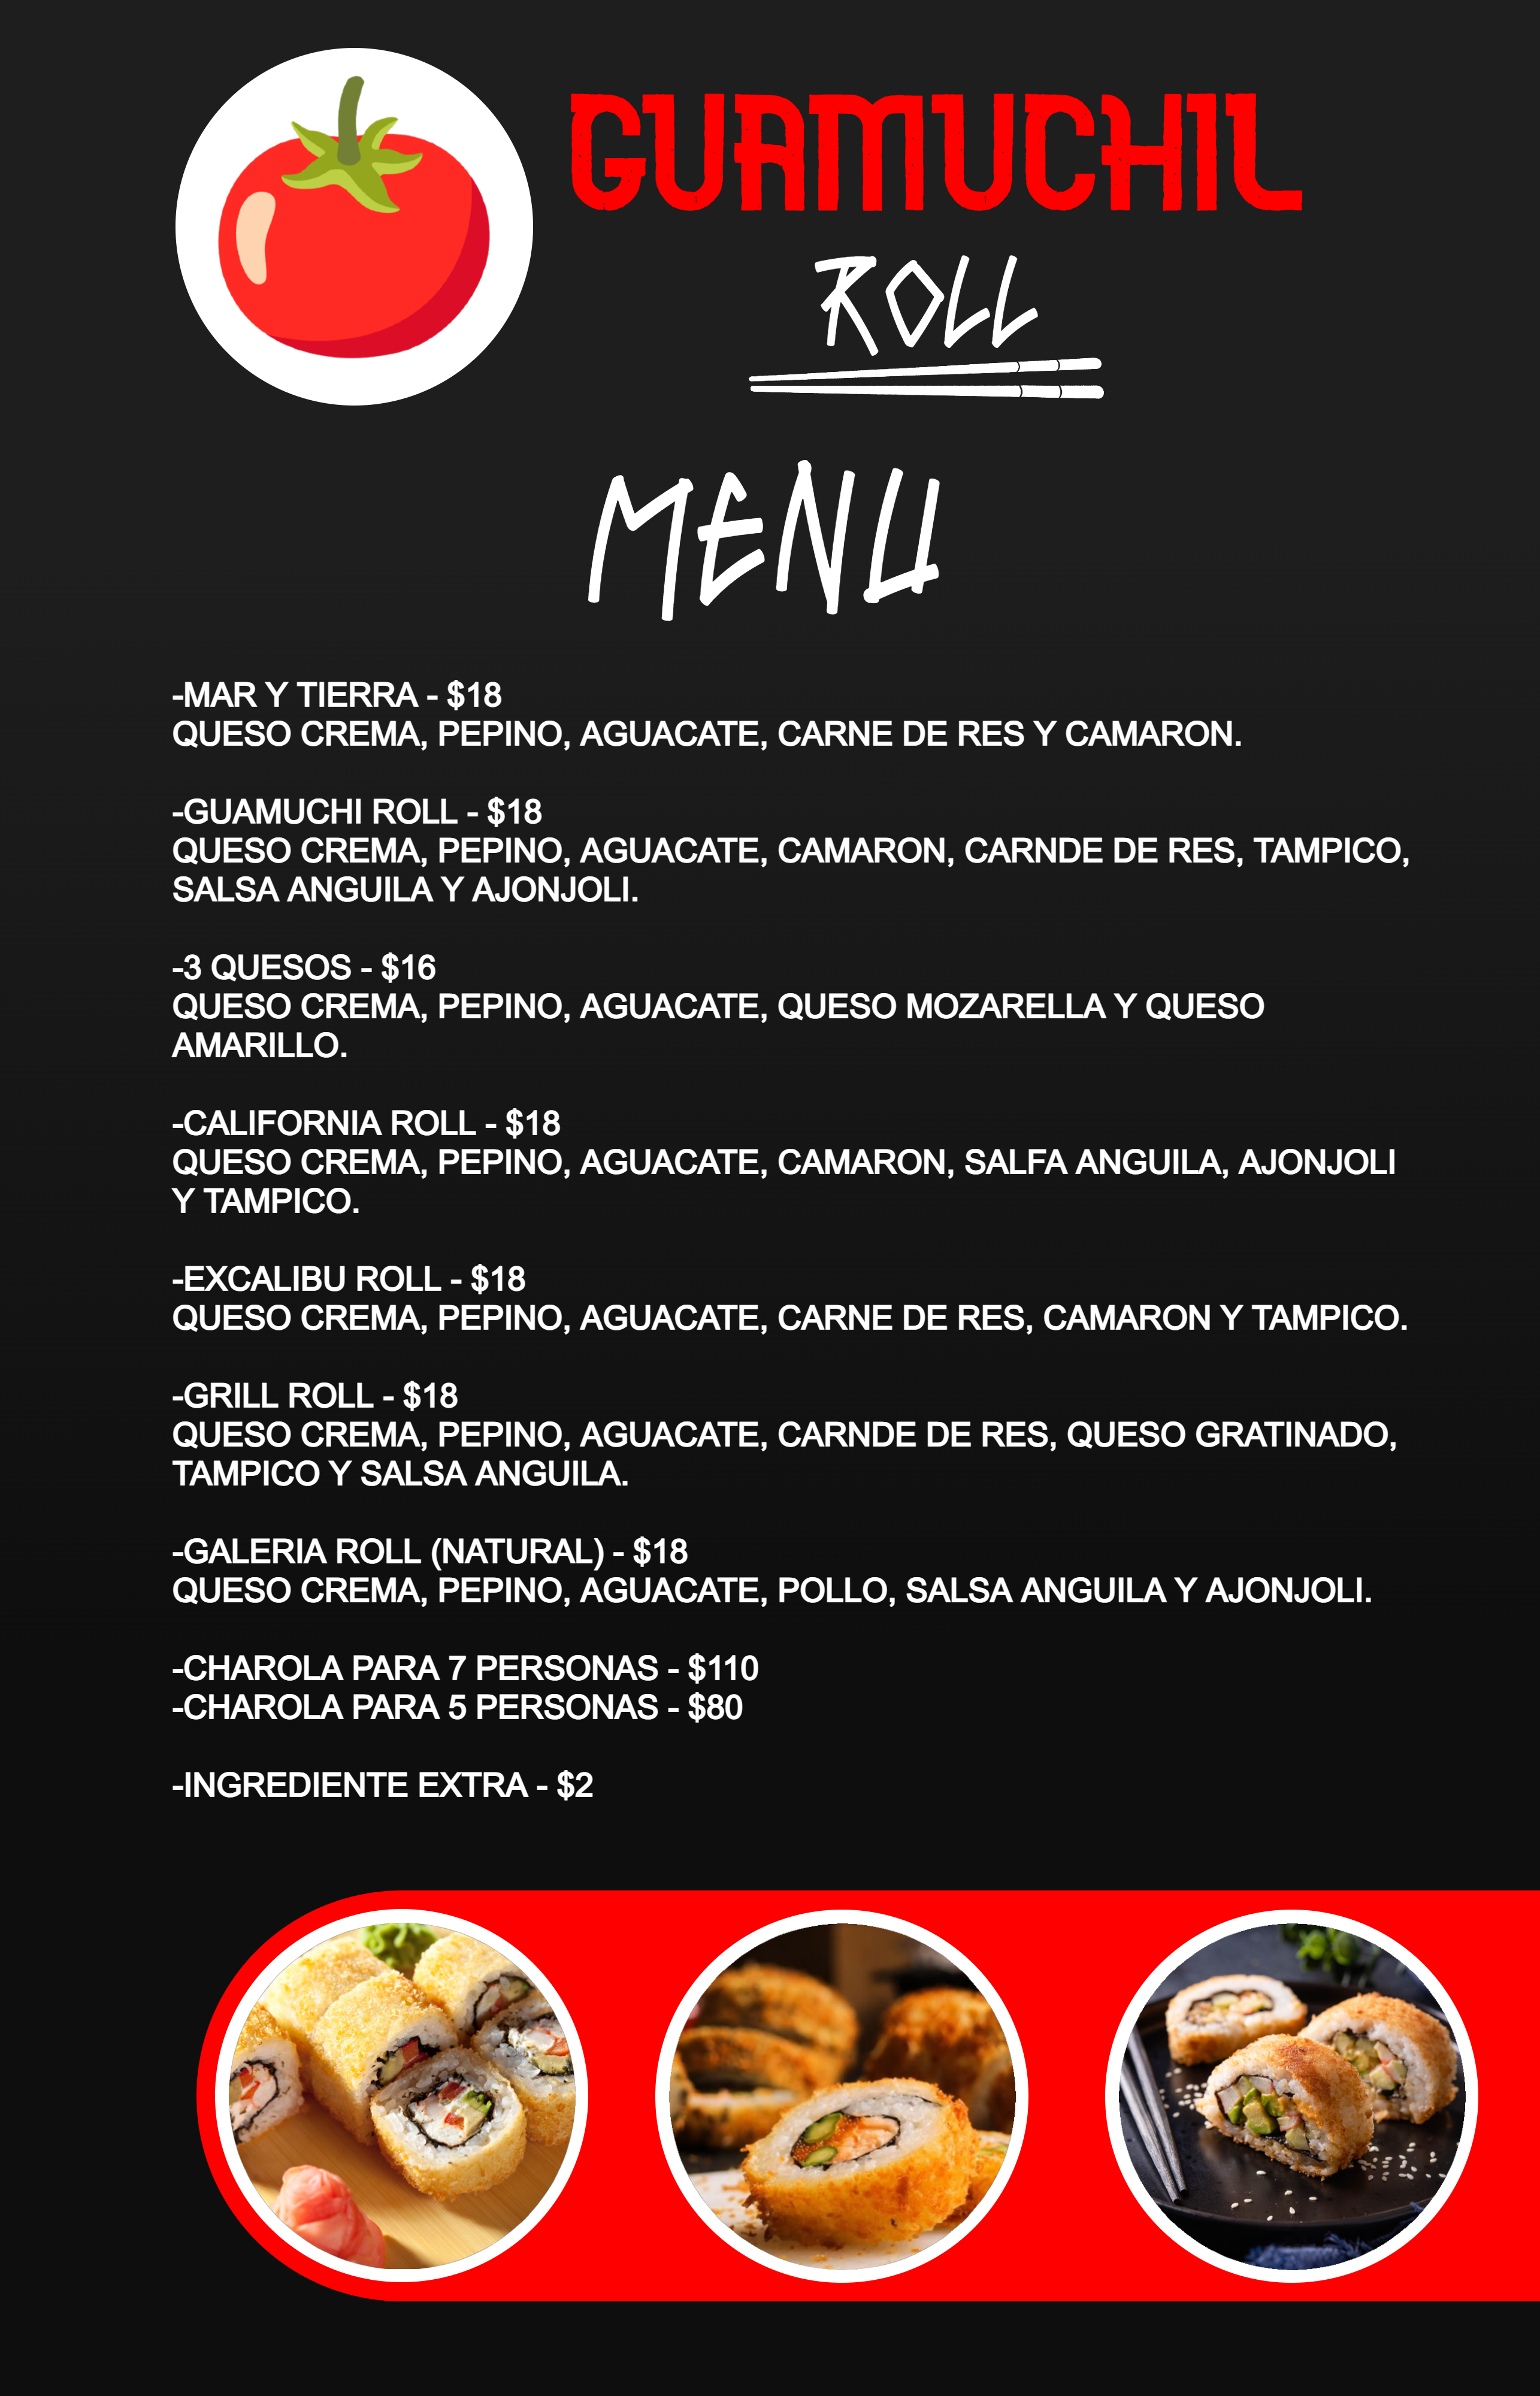 GUAMUCHIL
ROLL
MENU
-MAR Y TIERRA - $18
QUESO CREMA, PEPINO, AGUACATE, CARNE DE RES Y CAMARON.
-GUAMUCHI ROLL - $18
QUESO CREMA, PEPINO, AGUACATE, CAMARON, CARNDE DE RES, TAMPICO,
SALSA ANGUILA Y AJONJOLI.
-3 QUESOS - $16
QUESO CREMA, PEPINO, AGUACATE, QUESO MOZARELLA Y QUESO
AMARILLO.
-CALIFORNIA ROLL - $18
QUESO CREMA, PEPINO, AGUACATE, CAMARON, SALFA ANGUILA, AJONJOLI
Y TAMPICO.
-EXCALIBU ROLL - $18
QUESO CREMA, PEPINO, AGUACATE, CARNE DE RES, CAMARON Y TAMPICO.
-GRILL ROLL - $18
QUESO CREMA, PEPINO, AGUACATE, CARNDE DE RES, QUESO GRATINADO,
TAMPICO Y SALSA ANGUILA.
-GALERIA ROLL (NATURAL) - $18
QUESO CREMA, PEPINO, AGUACATE, POLLO, SALSA ANGUILA Y AJONJOLI.
-CHAROLA PARA 7 PERSONAS - $110
-CHAROLA PARA 5 PERSONAS - $80
-INGREDIENTE EXTRA - $2